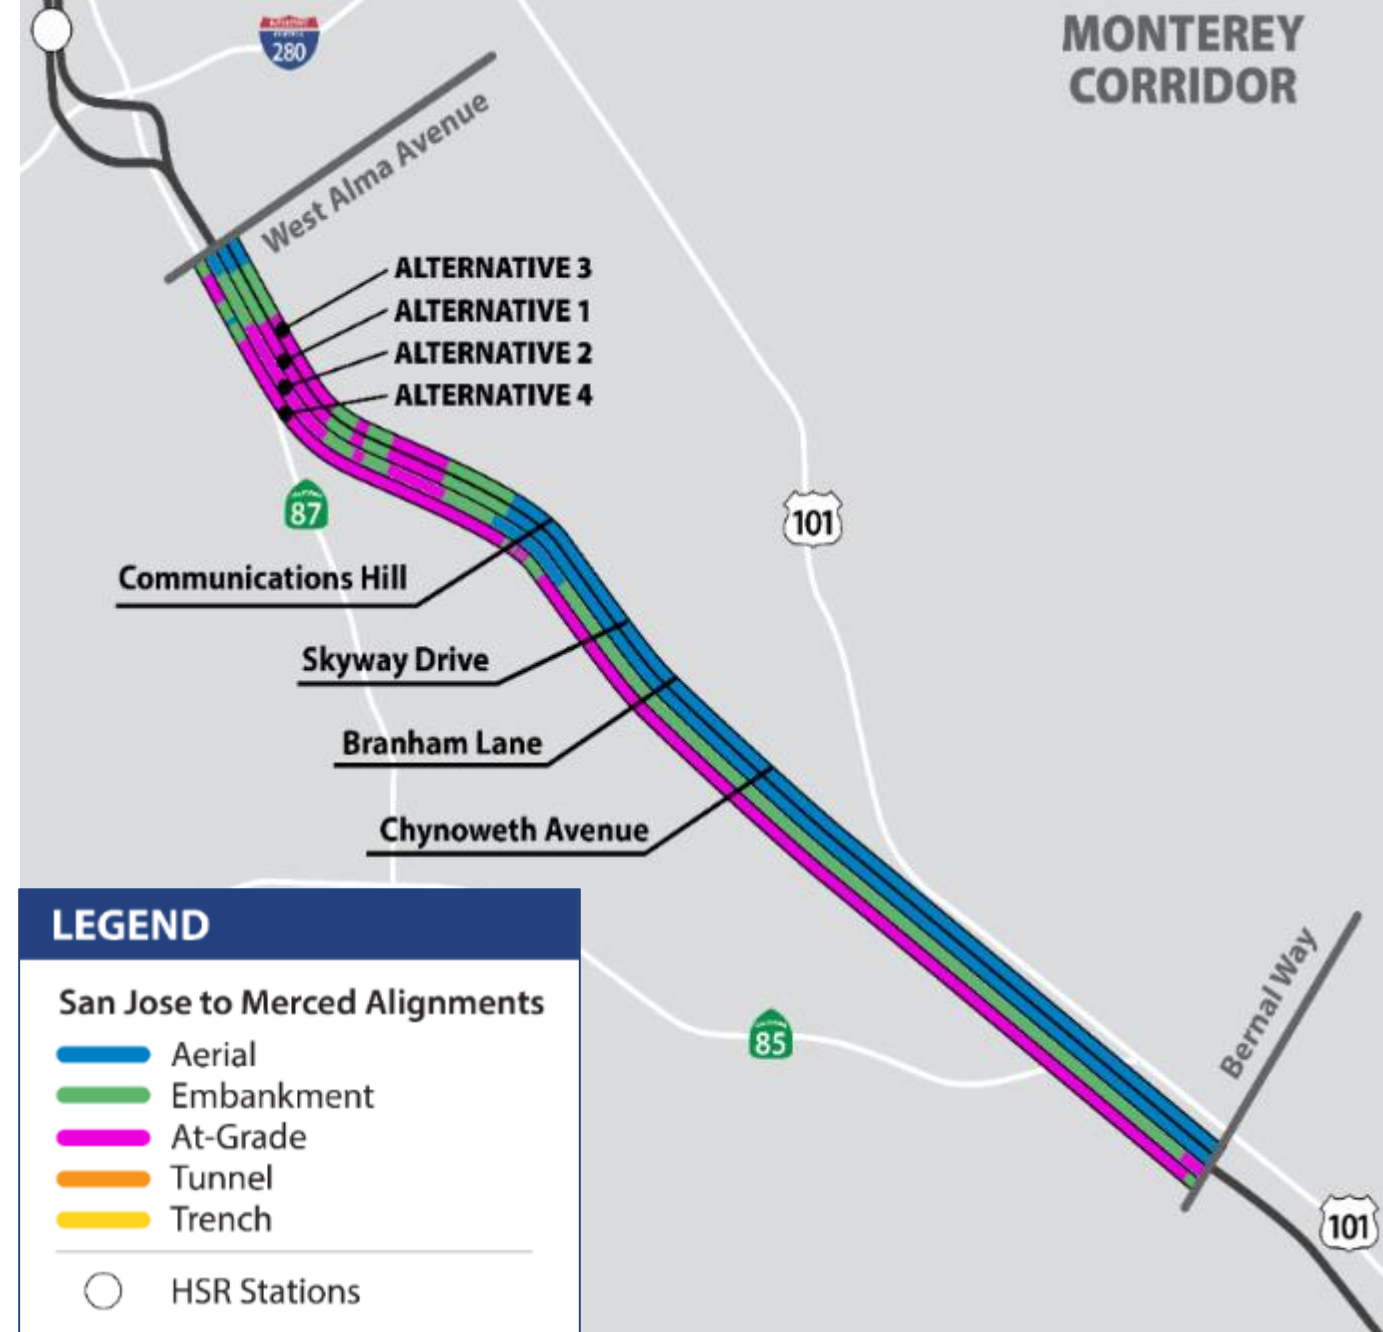 MONTEREY
CORRIDOR
280
West Alma Avenue
ALTERNATIVE 3
ALTERNATIVE 1
ALTERNATIVE 2
ALTERNATIVE 4
87
101
Communications Hill
Skyway Drive
Branham Lane
Chynoweth Avenue
LEGEND
San Jose to Merced Alignments
Aerial
Embankment
At-Grade
Tunnel
Trench
HSR Stations
85
Bernal Way
101